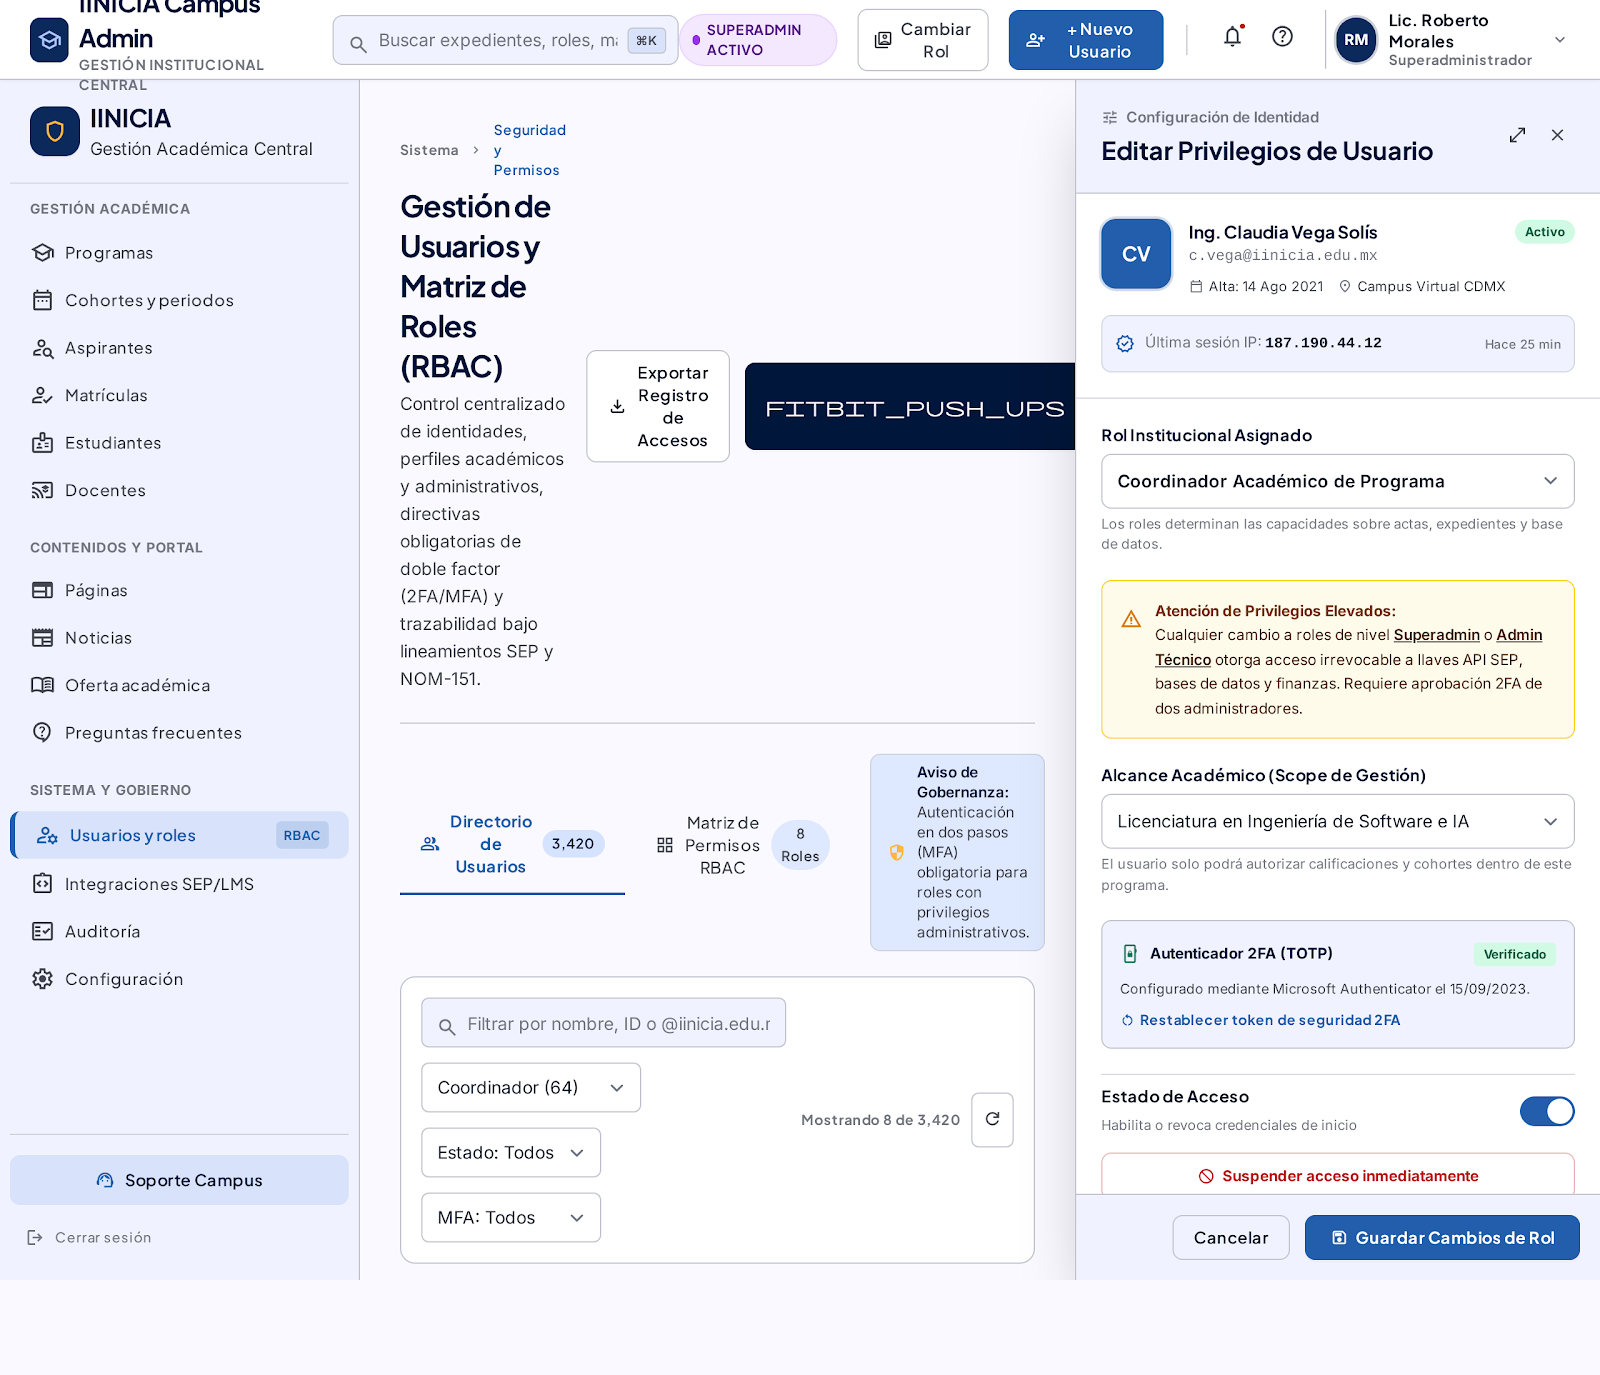 IINICIA Campus
Admin
GESTIÓN INSTITUCIONAL
CENTRAL
Buscar expedientes, roles, ma
⌘K
SUPERADMIN
ACTIVO
Cambiar
Rol
+ Nuevo
Usuario
RM
Lic. Roberto
Morales
Superadministrador
IINICIA
Gestión Académica Central
GESTIÓN ACADÉMICA
Programas
Cohortes y periodos
Aspirantes
Matrículas
Estudiantes
Docentes
CONTENIDOS Y PORTAL
Páginas
Noticias
Oferta académica
Preguntas frecuentes
SISTEMA Y GOBIERNO
Usuarios y roles
RBAC
Integraciones SEP/LMS
Auditoría
Configuración
Soporte Campus
Cerrar sesión
Sistema
Seguridad
y
Permisos
Gestión de
Usuarios y
Matriz de
Roles
(RBAC)
Control centralizado
de identidades,
perfiles académicos
y administrativos,
directivas
obligatorias de
doble factor
(2FA/MFA) y
trazabilidad bajo
lineamientos SEP y
NOM-151.
Exportar
Registro
de
Accesos
FITBIT_PUSH_UPS
Directorio
de
Usuarios
3,420
Matriz de
Permisos
RBAC
8
Roles
Aviso de
Gobernanza:
Autenticación
en dos pasos
(MFA)
obligatoria para
roles con
privilegios
administrativos.
Filtrar por nombre, ID o @iinicia.edu.m
Coordinador (64)
Estado: Todos
MFA: Todos
Mostrando 8 de 3,420
Configuración de Identidad
Editar Privilegios de Usuario
CV
Ing. Claudia Vega Solís
Activo
c.vega@iinicia.edu.mx
Alta: 14 Ago 2021
Campus Virtual CDMX
Última sesión IP: 187.190.44.12
Hace 25 min
Rol Institucional Asignado
Coordinador Académico de Programa
Los roles determinan las capacidades sobre actas, expedientes y base
de datos.
Atención de Privilegios Elevados:
Cualquier cambio a roles de nivel Superadmin o Admin
Técnico otorga acceso irrevocable a llaves API SEP,
bases de datos y finanzas. Requiere aprobación 2FA de
dos administradores.
Alcance Académico (Scope de Gestión)
Licenciatura en Ingeniería de Software e IA
El usuario solo podrá autorizar calificaciones y cohortes dentro de este
programa.
Autenticador 2FA (TOTP)
Verificado
Configurado mediante Microsoft Authenticator el 15/09/2023.
Restablecer token de seguridad 2FA
Estado de Acceso
Habilita o revoca credenciales de inicio
Suspender acceso inmediatamente
Cancelar
Guardar Cambios de Rol